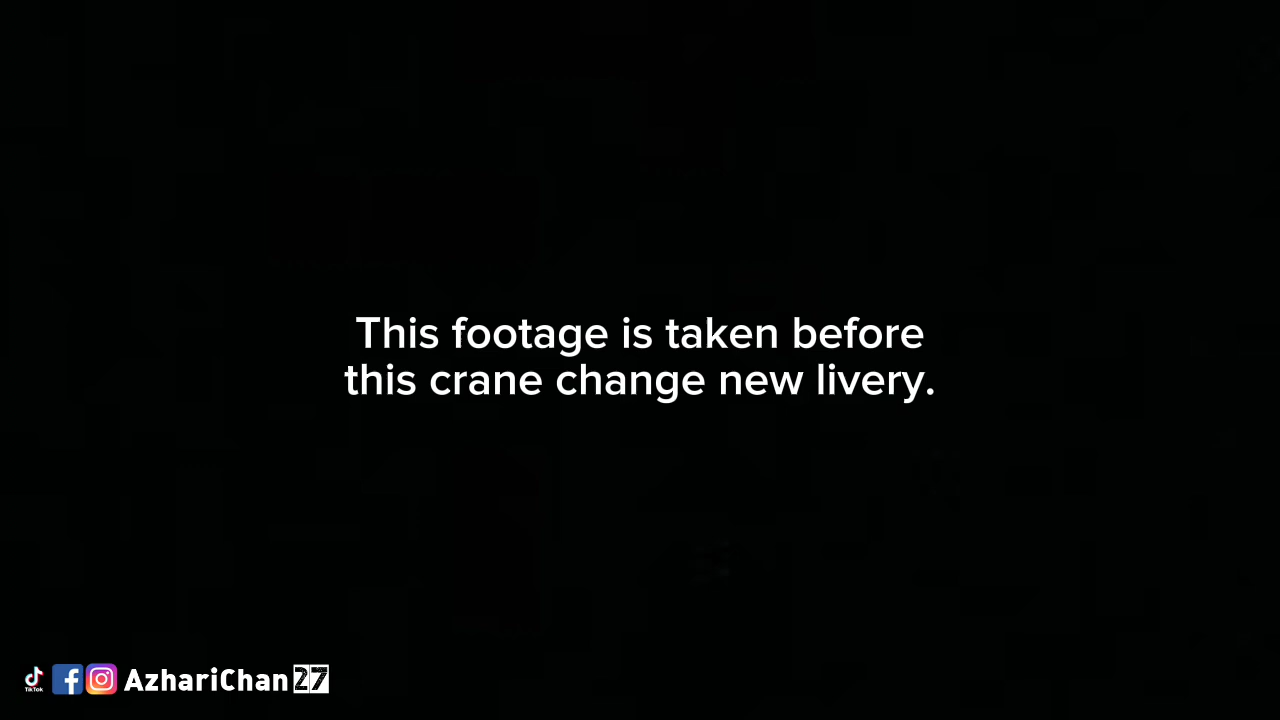 This footage is taken before
this crane change new livery.
TikTok
AzhariChan27